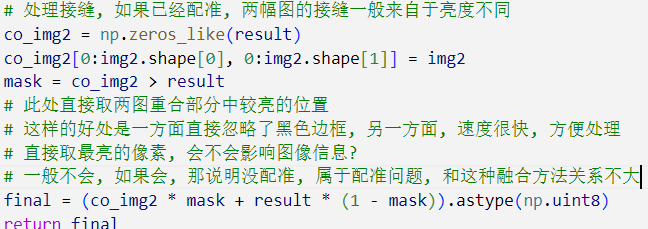 # 处理接缝, 如果已经配准, 两幅图的接缝一般来自于亮度不同
co_img2 = np.zeros_like(result)
co_img2[0:img2.shape[0], 0:img2.shape[1]] = img2
mask = co_img2 > result
# 此处直接取两图重合部分中较亮的位置
# 这样的好处是一方面直接忽略了黑色边框, 另一方面, 速度很快, 方便处理
# 直接取最亮的像素, 会不会影响图像信息?
# 一般不会, 如果会, 那说明没配准, 属于配准问题, 和这种融合方法关系不大
final = (co_img2 * mask + result * (1 - mask)).astype(np.uint8)
return final